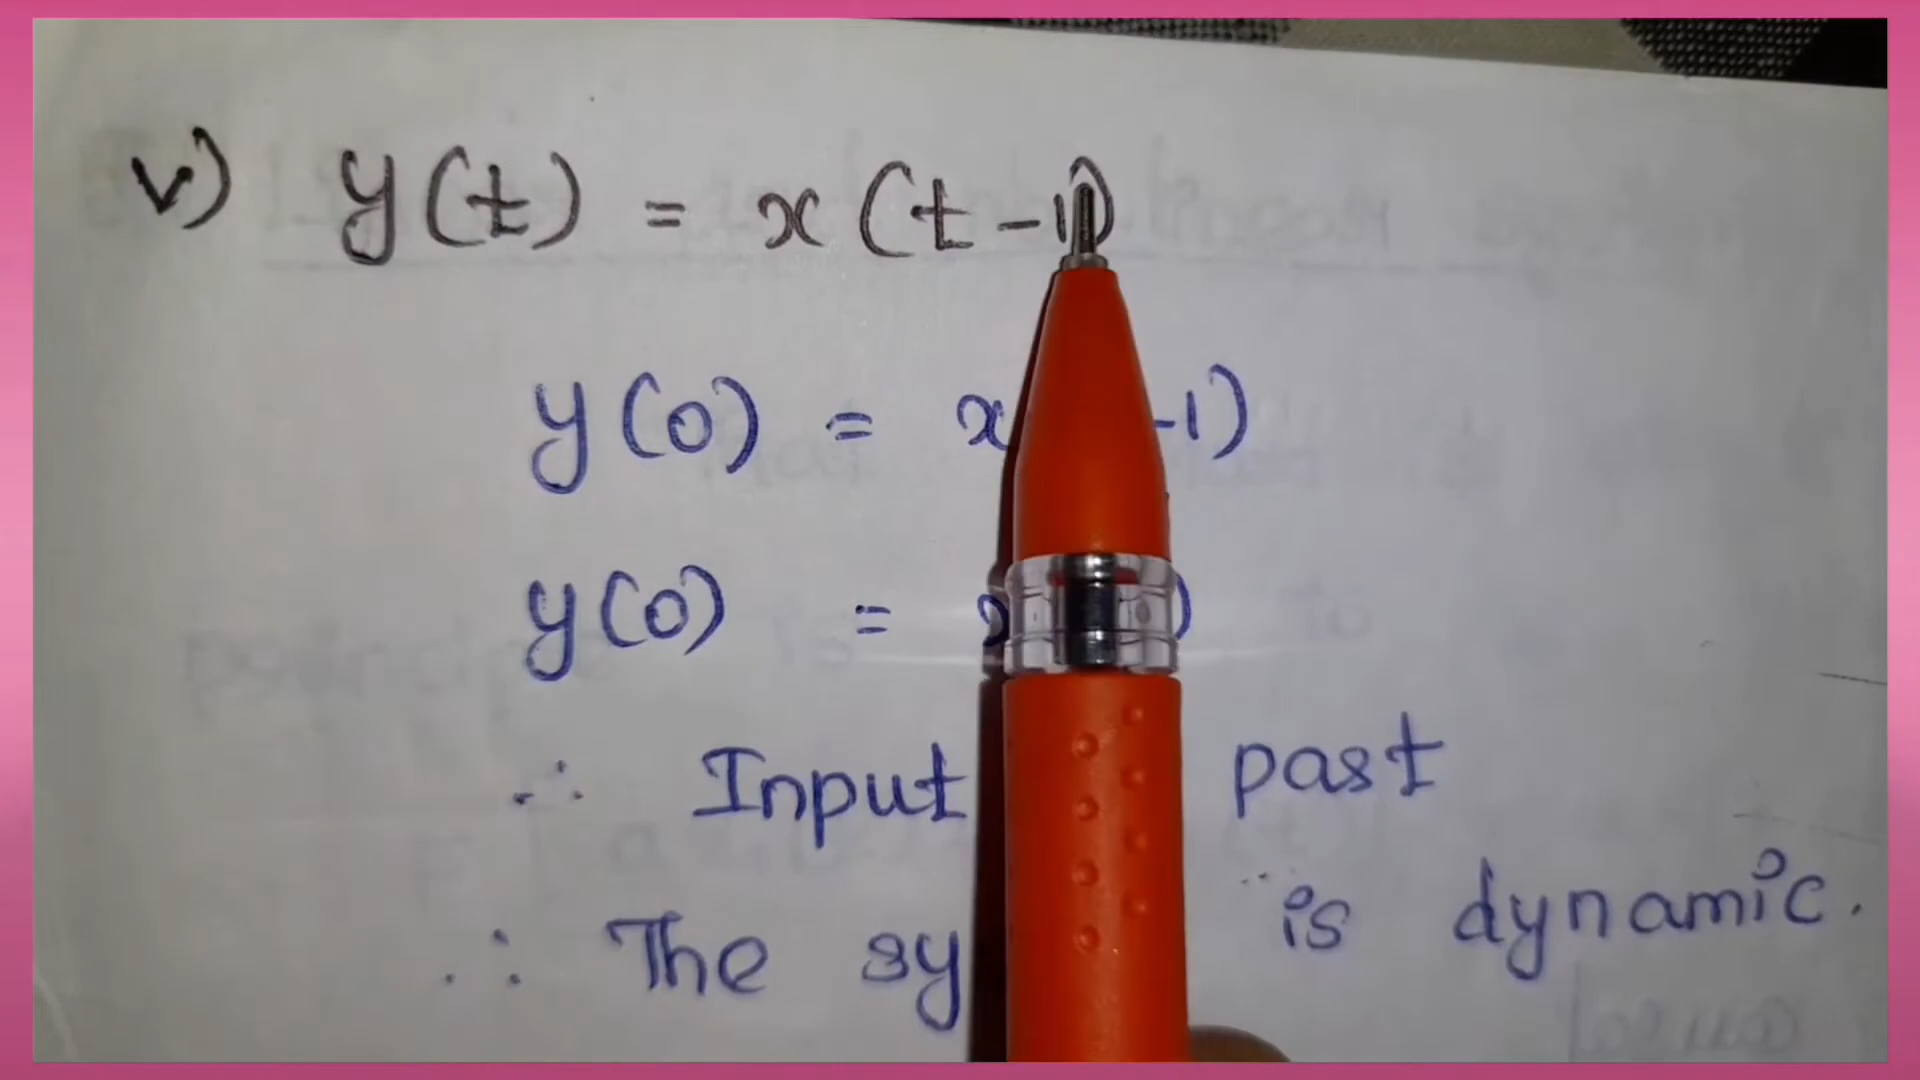 v) y(t) = x(t-1)
y(0) = x -1)
y(0) = )
∴ Input past
∴ The sy is dynamic.